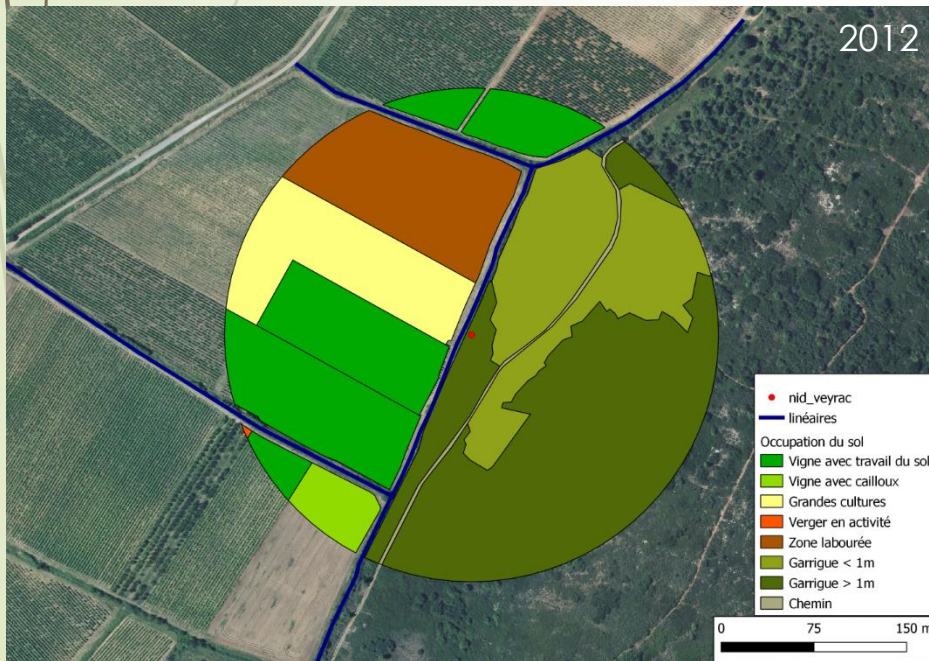 2012
nid_veyrac
linéaires
Occupation du sol
Vigne avec travail du sol
Vigne avec cailloux
Grandes cultures
Verger en activité
Zone labourée
Garrigue < 1m
Garrigue > 1m
Chemin
0 75 150 m